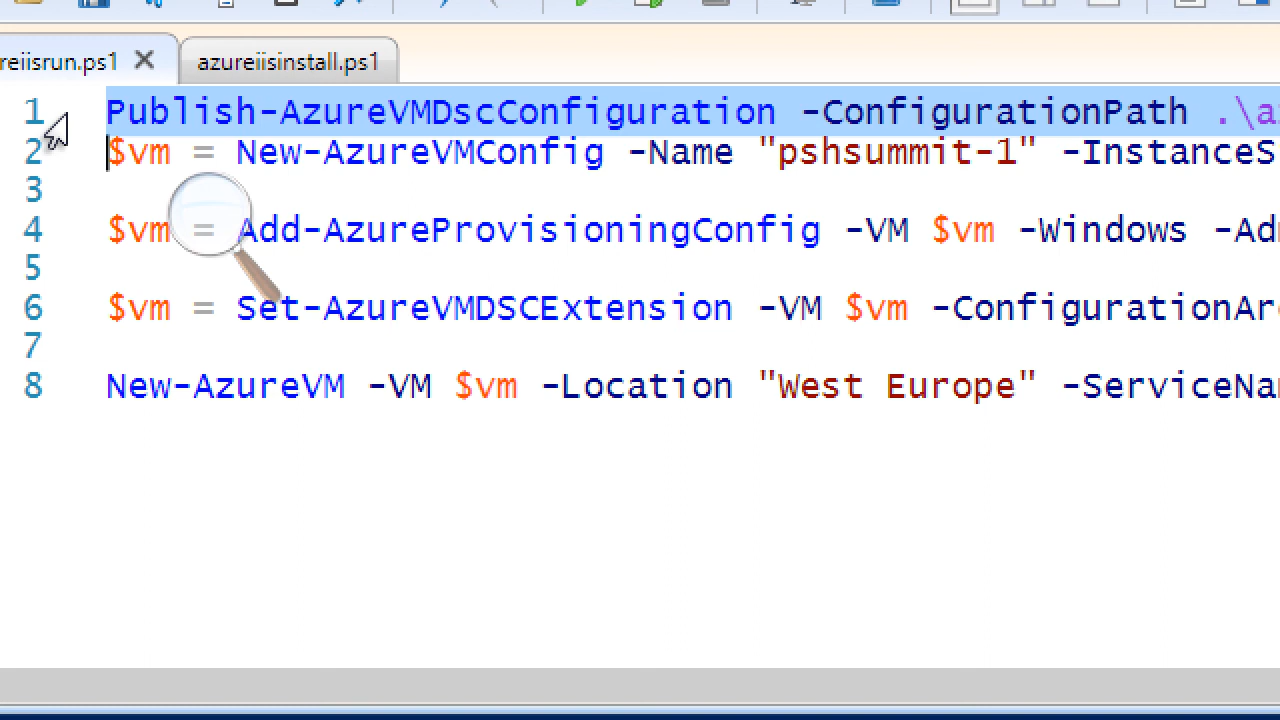 reiisrun.ps1 azureiisinstall.ps1
1 Publish-AzureVMDscConfiguration -ConfigurationPath .\a
2 $vm = New-AzureVMConfig -Name "pshsummit-1" -InstanceS
3
4 $vm = Add-AzureProvisioningConfig -VM $vm -Windows -Ad
5
6 $vm = Set-AzureVMDSCExtension -VM $vm -ConfigurationAr
7
8 New-AzureVM -VM $vm -Location "West Europe" -ServiceNa